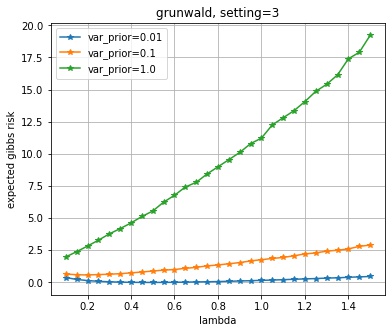 grunwald, setting=3
var_prior=0.01
var_prior=0.1
var_prior=1.0
expected gibbs risk
20.0
17.5
15.0
12.5
10.0
7.5
5.0
2.5
0.0
0.2 0.4 0.6 0.8 1.0 1.2 1.4
lambda